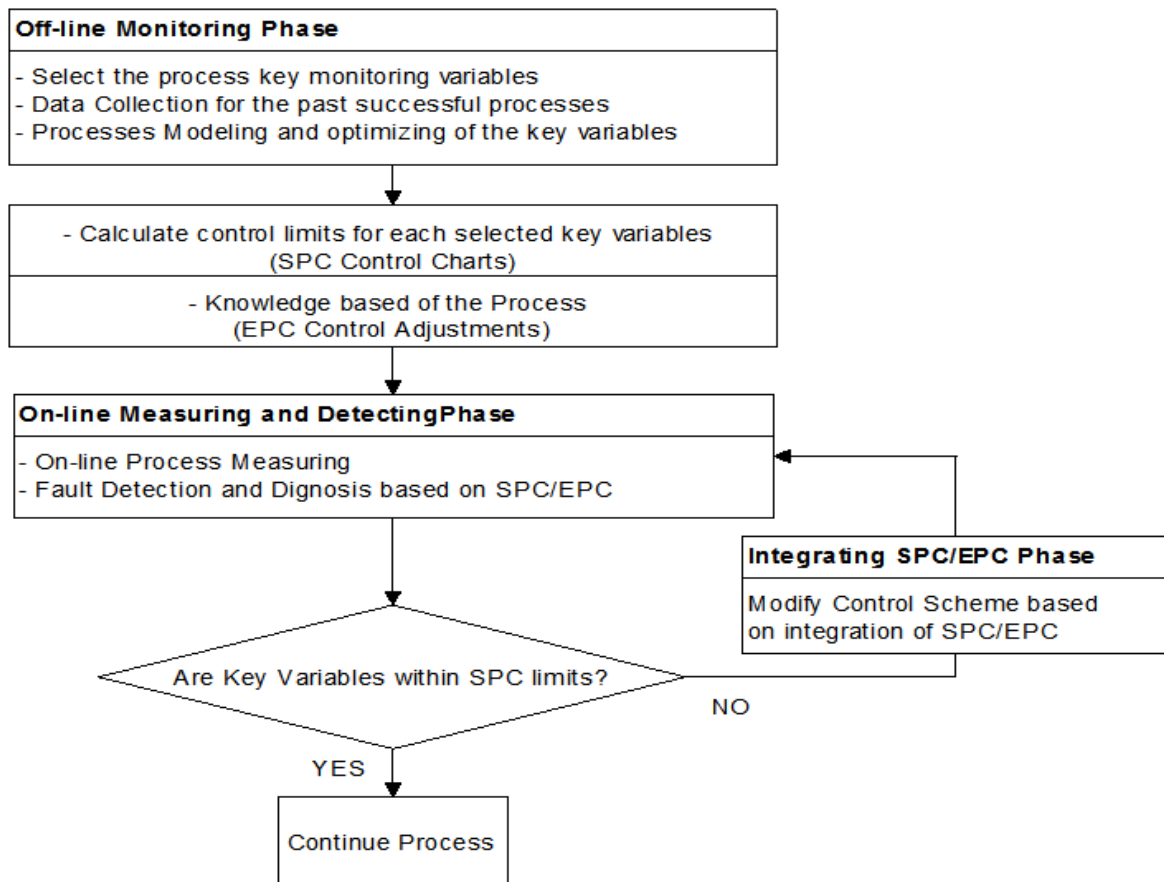 Off-line Monitoring Phase
- Select the process key monitoring variables
- Data Collection for the past successful processes
- Processes Modeling and optimizing of the key variables
- Calculate control limits for each selected key variables
(SPC Control Charts)
- Knowledge based of the Process
(EPC Control Adjustments)
On-line Measuring and DetectingPhase
- On-line Process Measuring
- Fault Detection and Dignosis based on SPC/EPC
Integrating SPC/EPC Phase
Modify Control Scheme based
on integration of SPC/EPC
Are Key Variables within SPC limits?
NO
YES
Continue Process